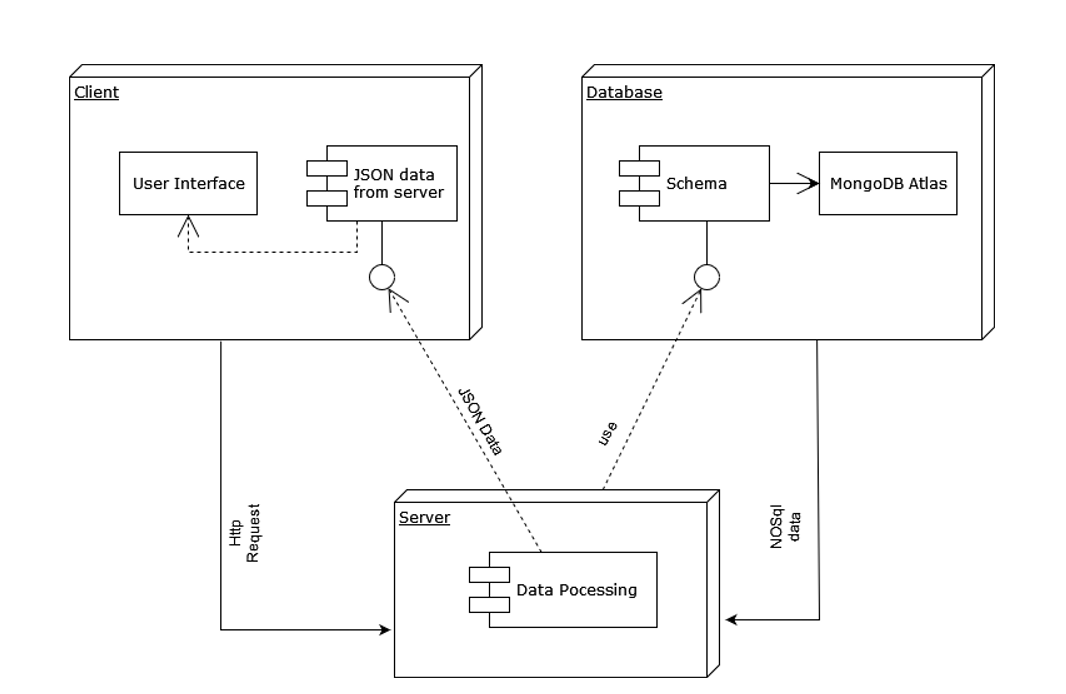 Client
User Interface
JSON data
from server
Database
Schema
MongoDB Atlas
JSON Data
use
Http
Request
NOSql
data
Server
Data Pocessing